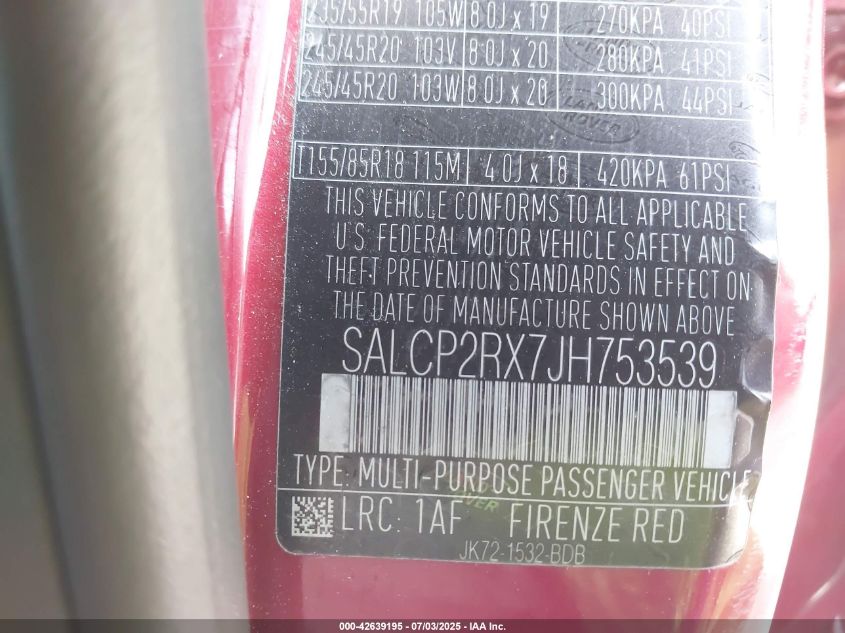 235/55R19 105W 8.0J x 19 270KPA 40PSI
245/45R20 103V 8.0J x 20 280KPA 41PSI
245/45R20 103W 8.0J x 20 300KPA 44PSI
LAND ROVER
T155/85R18 115M 4.0J x 18 420KPA 61PSI
THIS VEHICLE CONFORMS TO ALL APPLICABLE
U.S. FEDERAL MOTOR VEHICLE SAFETY AND
THEFT PREVENTION STANDARDS IN EFFECT ON
THE DATE OF MANUFACTURE SHOWN ABOVE
SALCP2RX7JH753539
TYPE: MULTI-PURPOSE PASSENGER VEHICLE
LRC: 1AF FIRENZE RED
JK72-1532-BDB
000-42639195 - 07/03/2025 - IAA Inc.